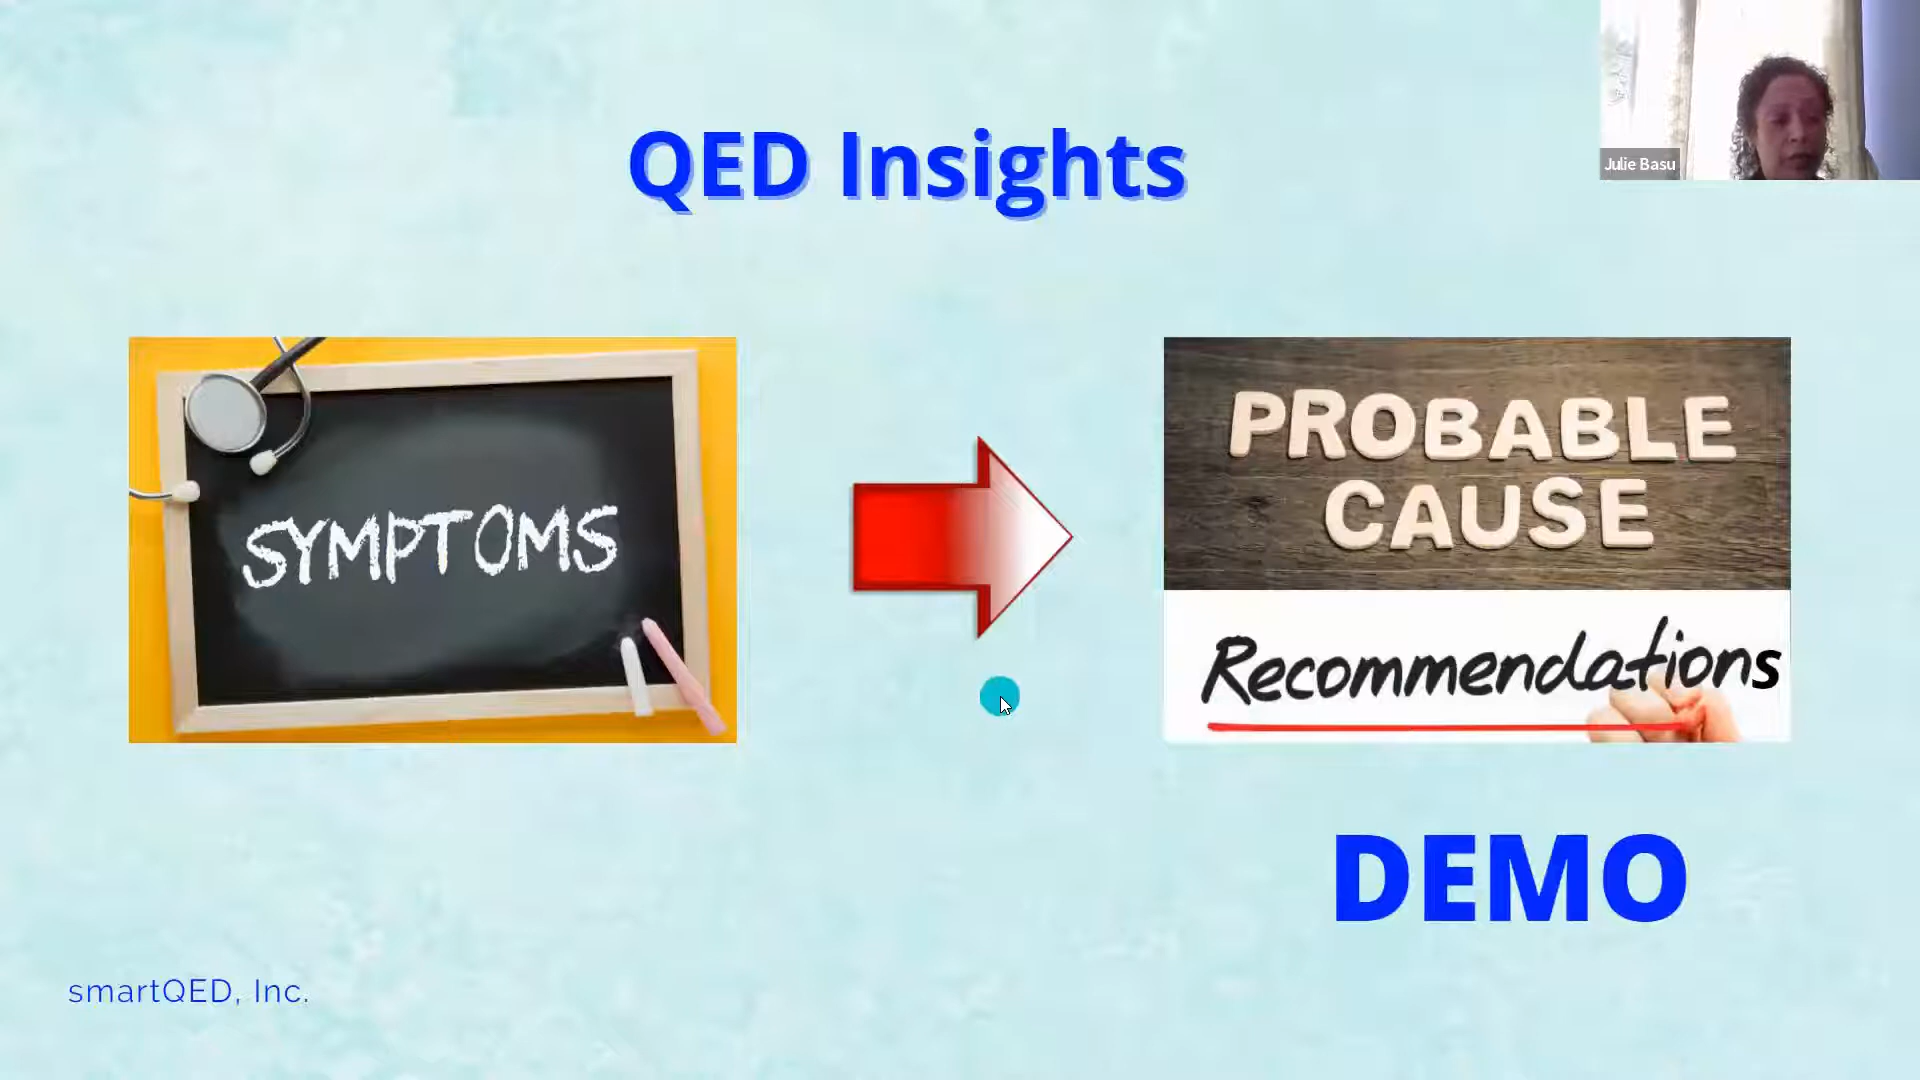 QED Insights
Julie Basu
SYMPTOMS
PROBABLE
CAUSE
Recommendations
DEMO
smartQED, Inc.